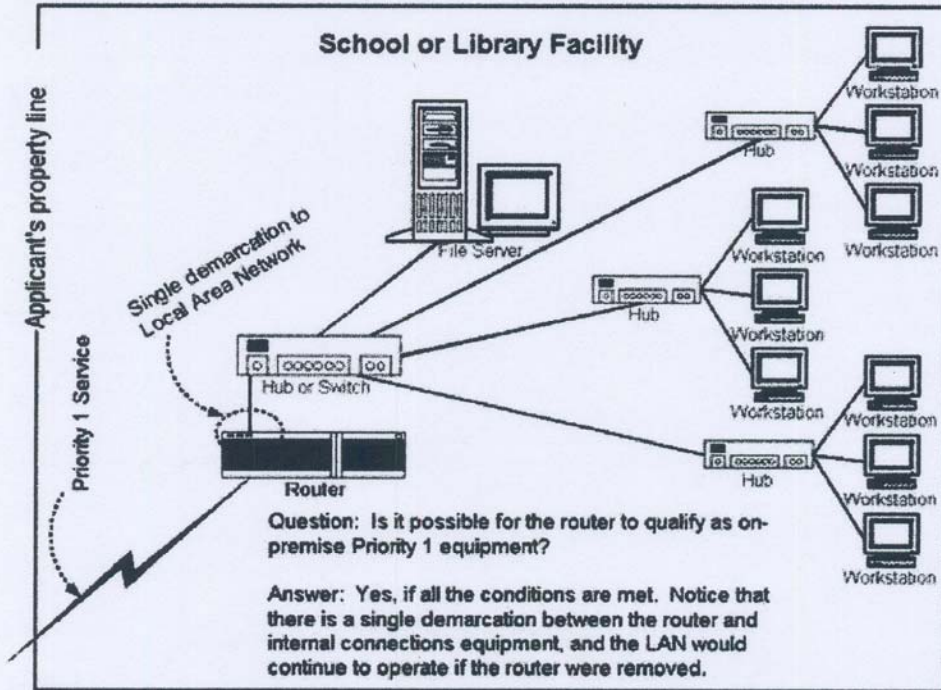 School or Library Facility
Applicant's property line
Workstation
Workstation
Workstation
Hub
File Server
Single demarcation to
Local Area Network
Workstation
Workstation
Workstation
Hub
Hub or Switch
Priority 1 Service
Workstation
Workstation
Workstation
Hub
Router
Question: Is it possible for the router to qualify as on-
premise Priority 1 equipment?
Answer: Yes, if all the conditions are met. Notice that
there is a single demarcation between the router and
internal connections equipment, and the LAN would
continue to operate if the router were removed.